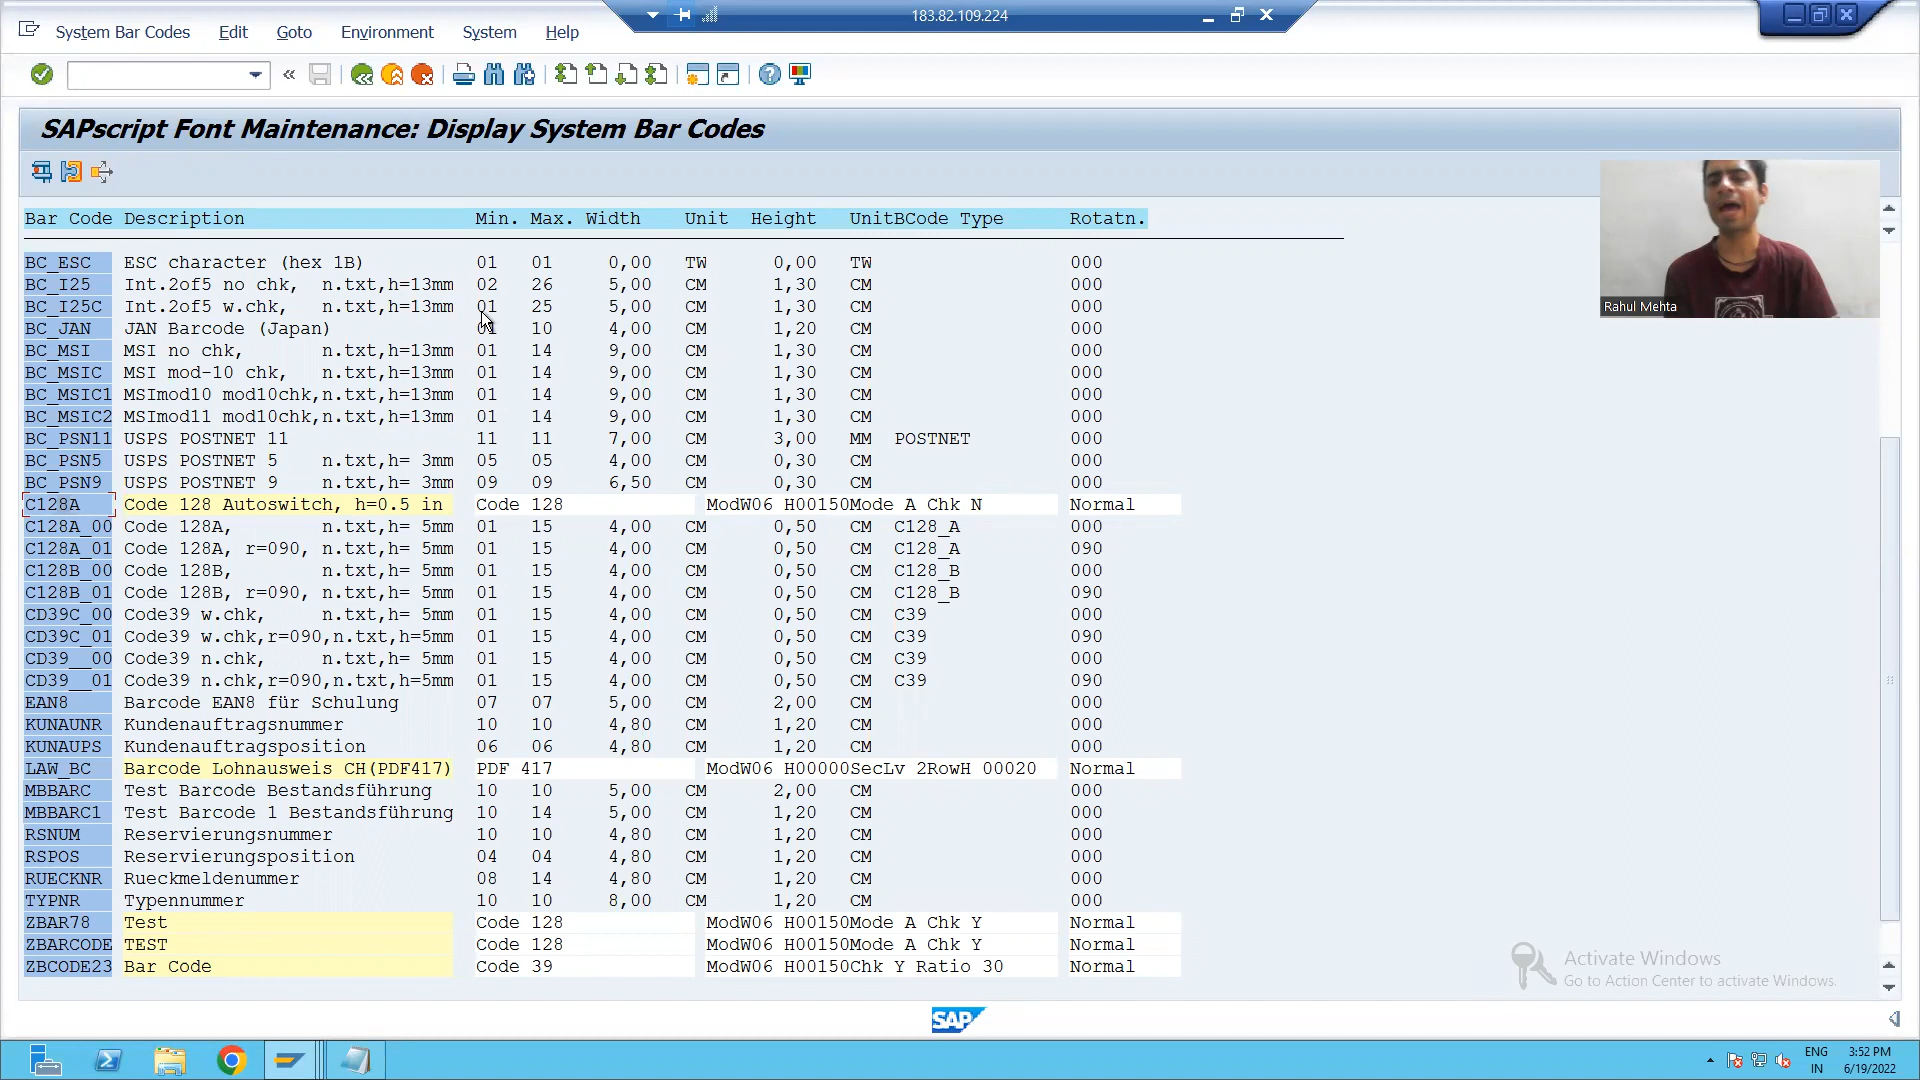 183.82.109.224
System Bar Codes Edit Goto Environment System Help
SAPscript Font Maintenance: Display System Bar Codes
Bar Code Description Min. Max. Width Unit Height UnitBCode Type Rotatn.
BC_ESC ESC character (hex 1B) 01 01 0,00 TW 0,00 TW 000
BC_I25 Int.2of5 no chk, n.txt,h=13mm 02 26 5,00 CM 1,30 CM 000
BC_I25C Int.2of5 w.chk, n.txt,h=13mm 01 25 5,00 CM 1,30 CM 000
BC_JAN JAN Barcode (Japan) 01 10 4,00 CM 1,20 CM 000
BC_MSI MSI no chk, n.txt,h=13mm 01 14 9,00 CM 1,30 CM 000
BC_MSIC MSI mod-10 chk, n.txt,h=13mm 01 14 9,00 CM 1,30 CM 000
BC_MSIC1 MSImod10 mod10chk,n.txt,h=13mm 01 14 9,00 CM 1,30 CM 000
BC_MSIC2 MSImod11 mod10chk,n.txt,h=13mm 01 14 9,00 CM 1,30 CM 000
BC_PSN11 USPS POSTNET 11 11 11 7,00 CM 3,00 MM POSTNET 000
BC_PSN5 USPS POSTNET 5 n.txt,h= 3mm 05 05 4,00 CM 0,30 CM 000
BC_PSN9 USPS POSTNET 9 n.txt,h= 3mm 09 09 6,50 CM 0,30 CM 000
C128A Code 128 Autoswitch, h=0.5 in Code 128 ModW06 H00150Mode A Chk N Normal
C128A_00 Code 128A, n.txt,h= 5mm 01 15 4,00 CM 0,50 CM C128_A 000
C128A_01 Code 128A, r=090, n.txt,h= 5mm 01 15 4,00 CM 0,50 CM C128_A 090
C128B_00 Code 128B, n.txt,h= 5mm 01 15 4,00 CM 0,50 CM C128_B 000
C128B_01 Code 128B, r=090, n.txt,h= 5mm 01 15 4,00 CM 0,50 CM C128_B 090
CD39C_00 Code39 w.chk, n.txt,h= 5mm 01 15 4,00 CM 0,50 CM C39 000
CD39C_01 Code39 w.chk,r=090,n.txt,h=5mm 01 15 4,00 CM 0,50 CM C39 090
CD39__00 Code39 n.chk, n.txt,h= 5mm 01 15 4,00 CM 0,50 CM C39 000
CD39__01 Code39 n.chk,r=090,n.txt,h=5mm 01 15 4,00 CM 0,50 CM C39 090
EAN8 Barcode EAN8 für Schulung 07 07 5,00 CM 2,00 CM 000
KUNAUNR Kundenauftragsnummer 10 10 4,80 CM 1,20 CM 000
KUNAUPS Kundenauftragsposition 06 06 4,80 CM 1,20 CM 000
LAW_BC Barcode Lohnausweis CH(PDF417) PDF 417 ModW06 H00000SecLv 2RowH 00020 Normal
MBBARC Test Barcode Bestandsführung 10 10 5,00 CM 2,00 CM 000
MBBARC1 Test Barcode 1 Bestandsführung 10 14 5,00 CM 1,20 CM 000
RSNUM Reservierungsnummer 10 10 4,80 CM 1,20 CM 000
RSPOS Reservierungsposition 04 04 4,80 CM 1,20 CM 000
RUECKNR Rueckmeldenummer 08 14 4,80 CM 1,20 CM 000
TYPNR Typennummer 10 10 8,00 CM 1,20 CM 000
ZBAR78 Test Code 128 ModW06 H00150Mode A Chk Y Normal
ZBARCODE TEST Code 128 ModW06 H00150Mode A Chk Y Normal
ZBCODE23 Bar Code Code 39 ModW06 H00150Chk Y Ratio 30 Normal
Rahul Mehta
Activate Windows
Go to Action Center to activate Windows.
SAP
ENG
IN
3:52 PM
6/19/2022